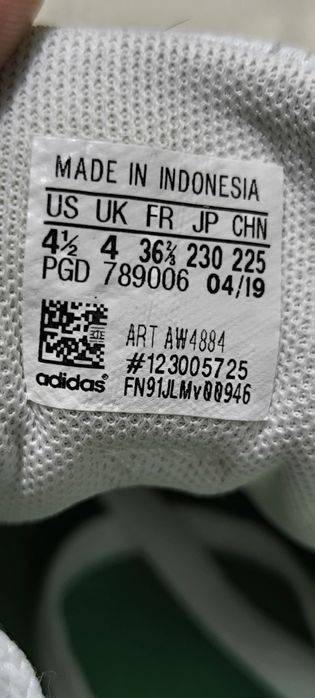 MADE IN INDONESIA
US UK FR JP CHN
4½ 4 36⅔ 230 225
PGD 789006 04/19
ART AW4884
#123005725
adidas® FN91JLMv00946